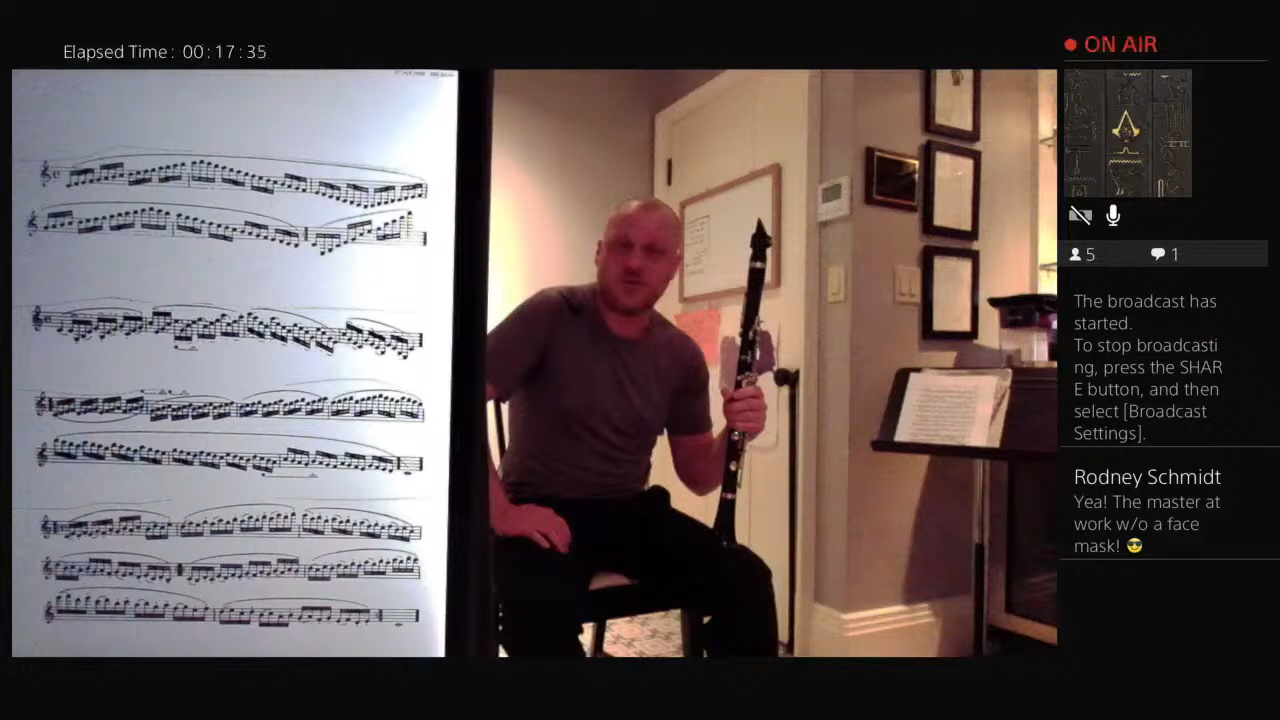 Elapsed Time: 00:17:35
ON AIR
5
1
The broadcast has
started.
To stop broadcasti
ng, press the SHAR
E button, and then
select [Broadcast
Settings].
Rodney Schmidt
Yea! The master at
work w/o a face
mask! 😎